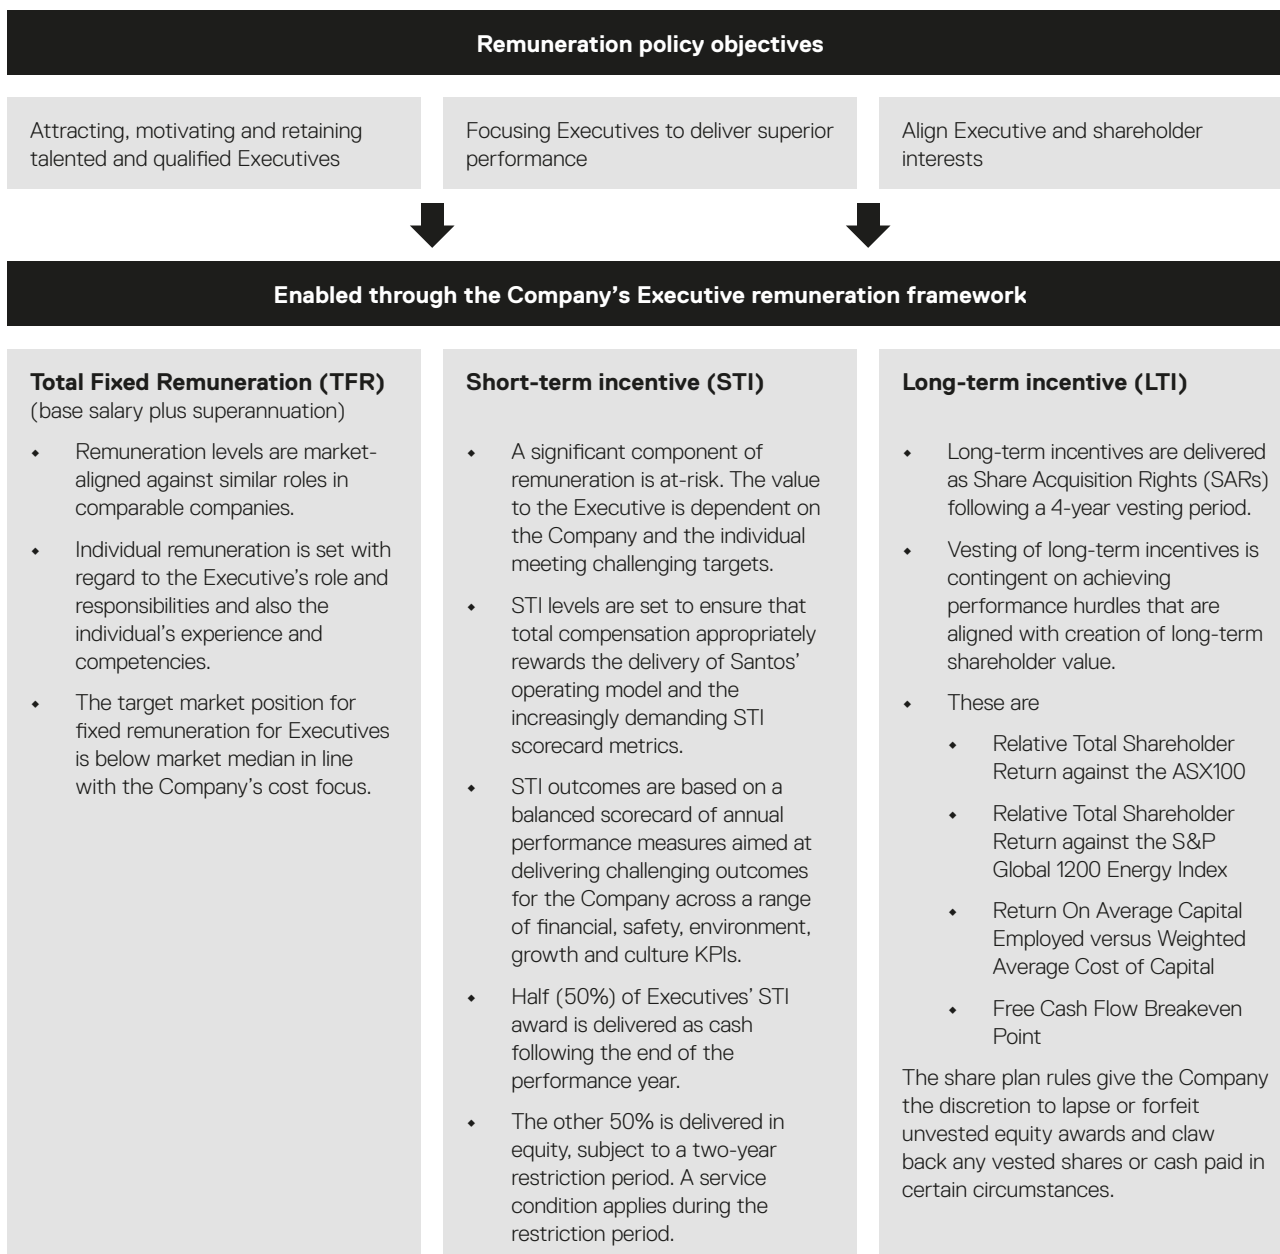 Remuneration policy objectives
Attracting, motivating and retaining
talented and qualified Executives
Focusing Executives to deliver superior
performance
Align Executive and shareholder
interests
Enabled through the Company’s Executive remuneration framework
Total Fixed Remuneration (TFR)
(base salary plus superannuation)
⬥ Remuneration levels are market-
aligned against similar roles in
comparable companies.
⬥ Individual remuneration is set with
regard to the Executive’s role and
responsibilities and also the
individual’s experience and
competencies.
⬥ The target market position for
fixed remuneration for Executives
is below market median in line
with the Company’s cost focus.
Short-term incentive (STI)
⬥ A significant component of
remuneration is at-risk. The value
to the Executive is dependent on
the Company and the individual
meeting challenging targets.
⬥ STI levels are set to ensure that
total compensation appropriately
rewards the delivery of Santos’
operating model and the
increasingly demanding STI
scorecard metrics.
⬥ STI outcomes are based on a
balanced scorecard of annual
performance measures aimed at
delivering challenging outcomes
for the Company across a range
of financial, safety, environment,
growth and culture KPIs.
⬥ Half (50%) of Executives’ STI
award is delivered as cash
following the end of the
performance year.
⬥ The other 50% is delivered in
equity, subject to a two-year
restriction period. A service
condition applies during the
restriction period.
Long-term incentive (LTI)
⬥ Long-term incentives are delivered
as Share Acquisition Rights (SARs)
following a 4-year vesting period.
⬥ Vesting of long-term incentives is
contingent on achieving
performance hurdles that are
aligned with creation of long-term
shareholder value.
⬥ These are
⬥ Relative Total Shareholder
Return against the ASX100
⬥ Relative Total Shareholder
Return against the S&P
Global 1200 Energy Index
⬥ Return On Average Capital
Employed versus Weighted
Average Cost of Capital
⬥ Free Cash Flow Breakeven
Point
The share plan rules give the Company
the discretion to lapse or forfeit
unvested equity awards and claw
back any vested shares or cash paid in
certain circumstances.